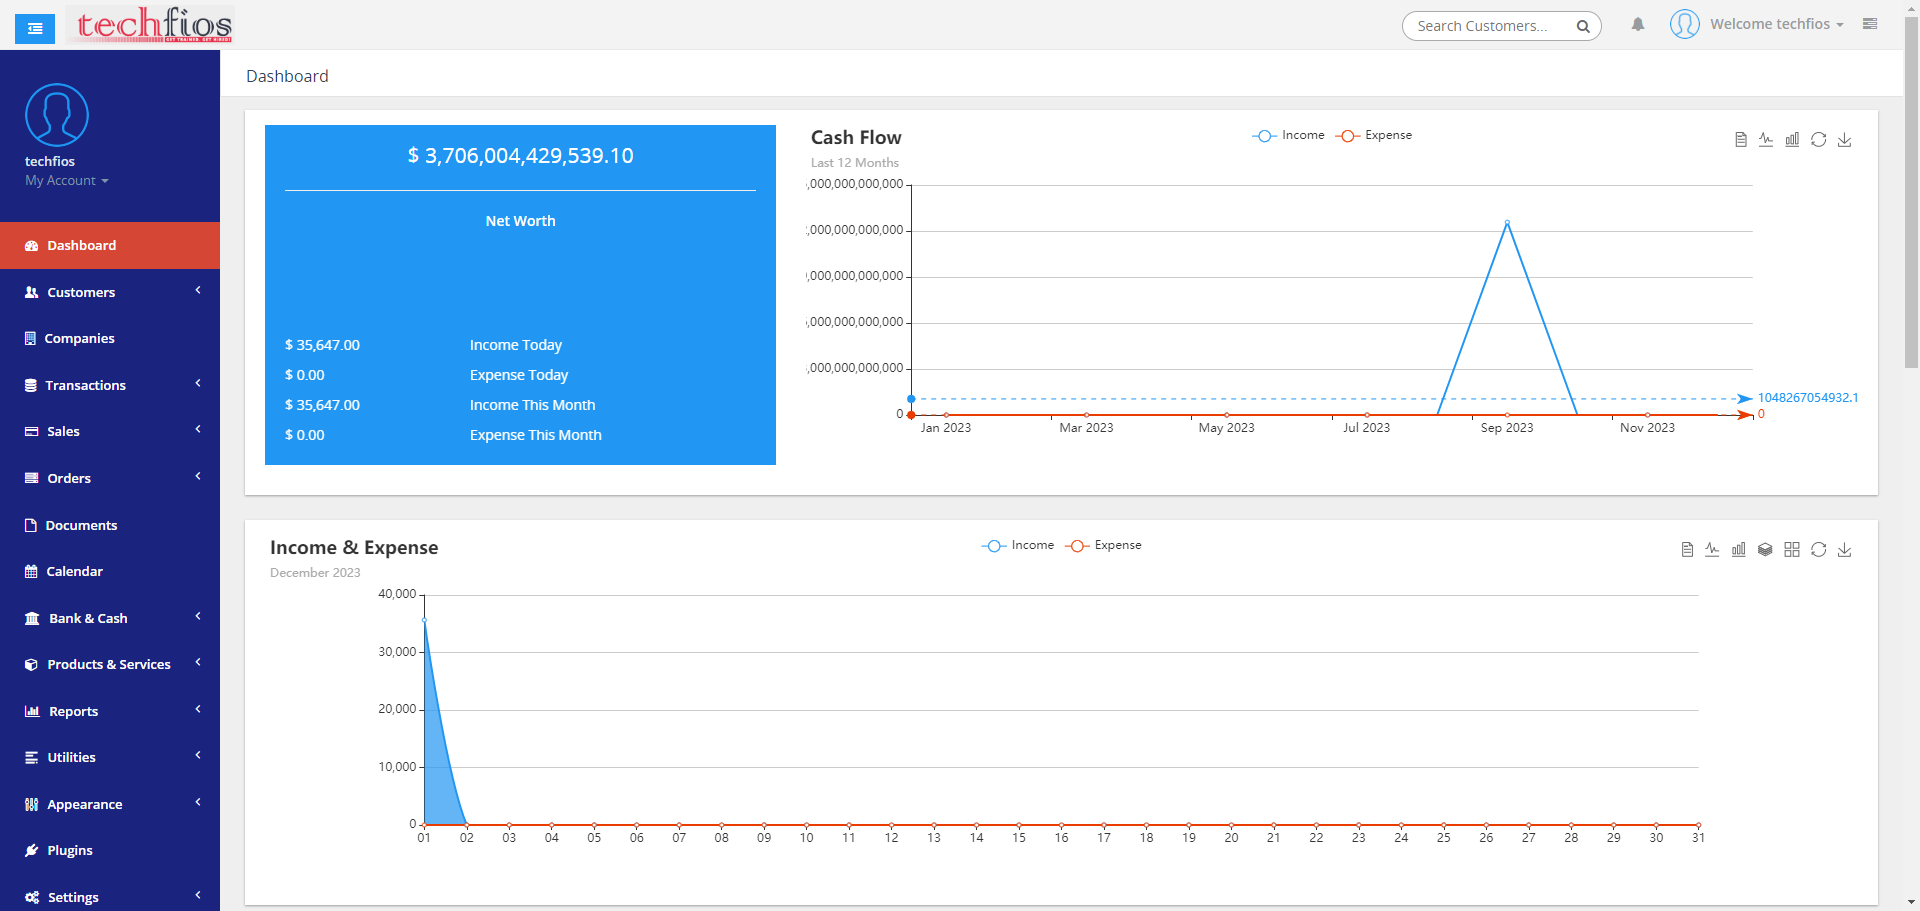 techfios
Search Customers...
Welcome techfios
techfios
My Account
Dashboard
Customers
Companies
Transactions
Sales
Orders
Documents
Calendar
Bank & Cash
Products & Services
Reports
Utilities
Appearance
Plugins
Settings
Dashboard
$ 3,706,004,429,539.10
Net Worth
$ 35,647.00 Income Today
$ 0.00 Expense Today
$ 35,647.00 Income This Month
$ 0.00 Expense This Month
Cash Flow
Last 12 Months
Income Expense
,000,000,000,000
,000,000,000,000
,000,000,000,000
,000,000,000,000
,000,000,000,000
0
1048267054932.1
0
Jan 2023 Mar 2023 May 2023 Jul 2023 Sep 2023 Nov 2023
Income & Expense
December 2023
Income Expense
40,000
30,000
20,000
10,000
0
01 02 03 04 05 06 07 08 09 10 11 12 13 14 15 16 17 18 19 20 21 22 23 24 25 26 27 28 29 30 31